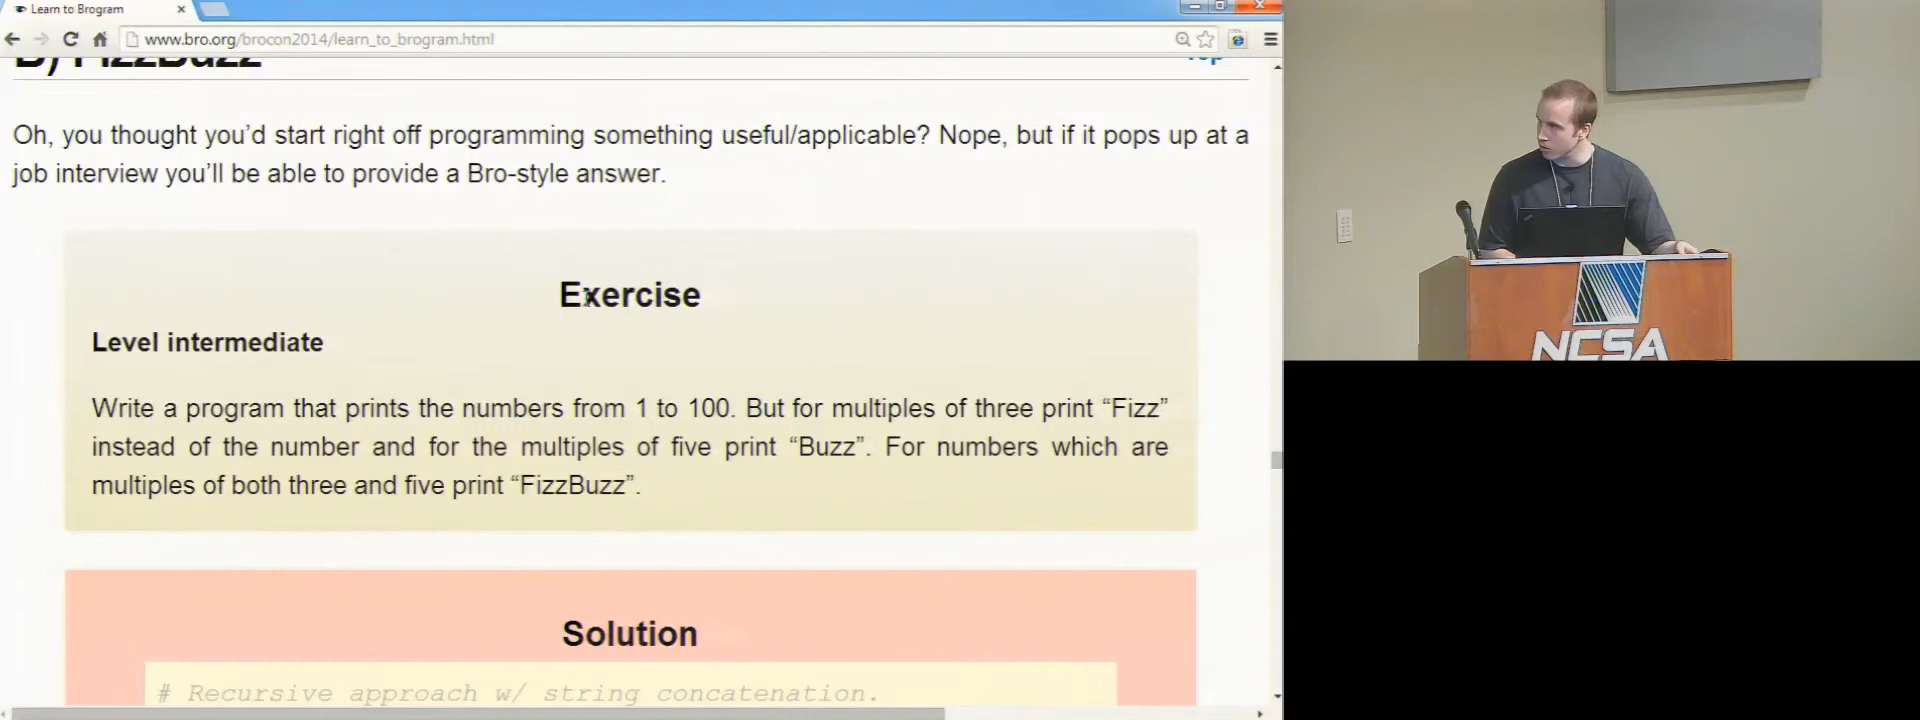 Learn to Brogram
www.bro.org/brocon2014/learn_to_brogram.html
B) FizzBuzz
Top
Oh, you thought you’d start right off programming something useful/applicable? Nope, but if it pops up at a
job interview you’ll be able to provide a Bro-style answer.
Exercise
Level intermediate
Write a program that prints the numbers from 1 to 100. But for multiples of three print “Fizz”
instead of the number and for the multiples of five print “Buzz”. For numbers which are
multiples of both three and five print “FizzBuzz”.
Solution
# Recursive approach w/ string concatenation.
NCSA